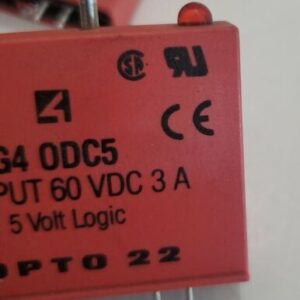 G4 ODC5
PUT 60 VDC 3 A
5 Volt Logic
OPTO 22